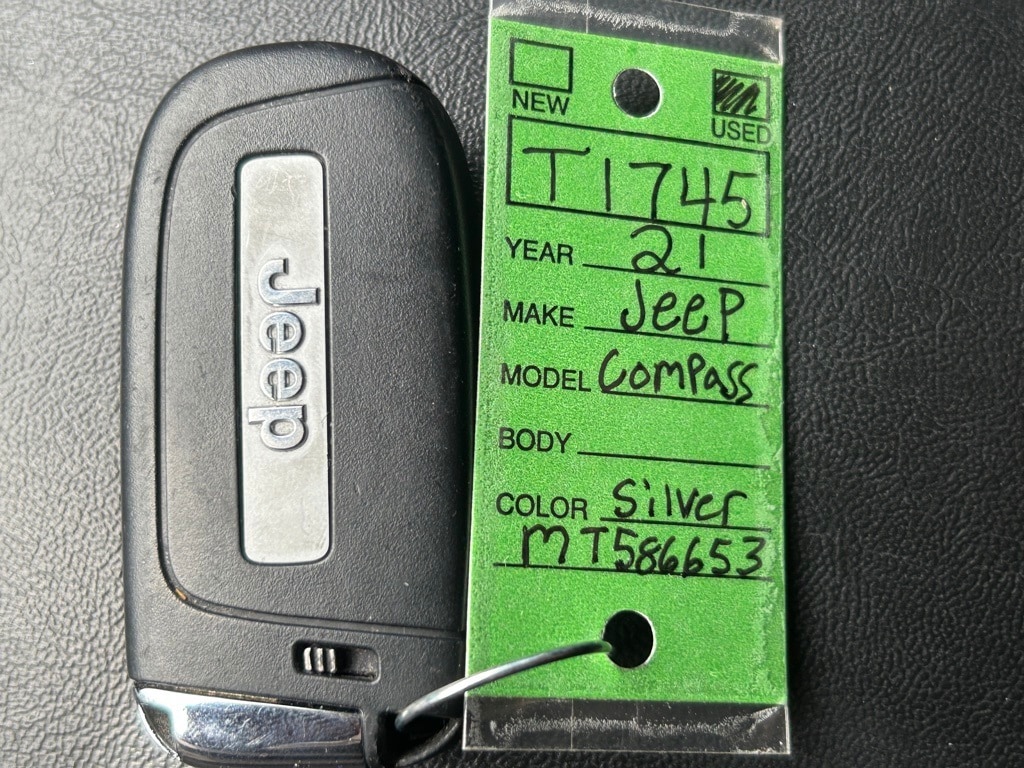 Jeep
NEW
USED
T1745
YEAR 21
MAKE Jeep
MODEL Compass
BODY
COLOR Silver
MT586653